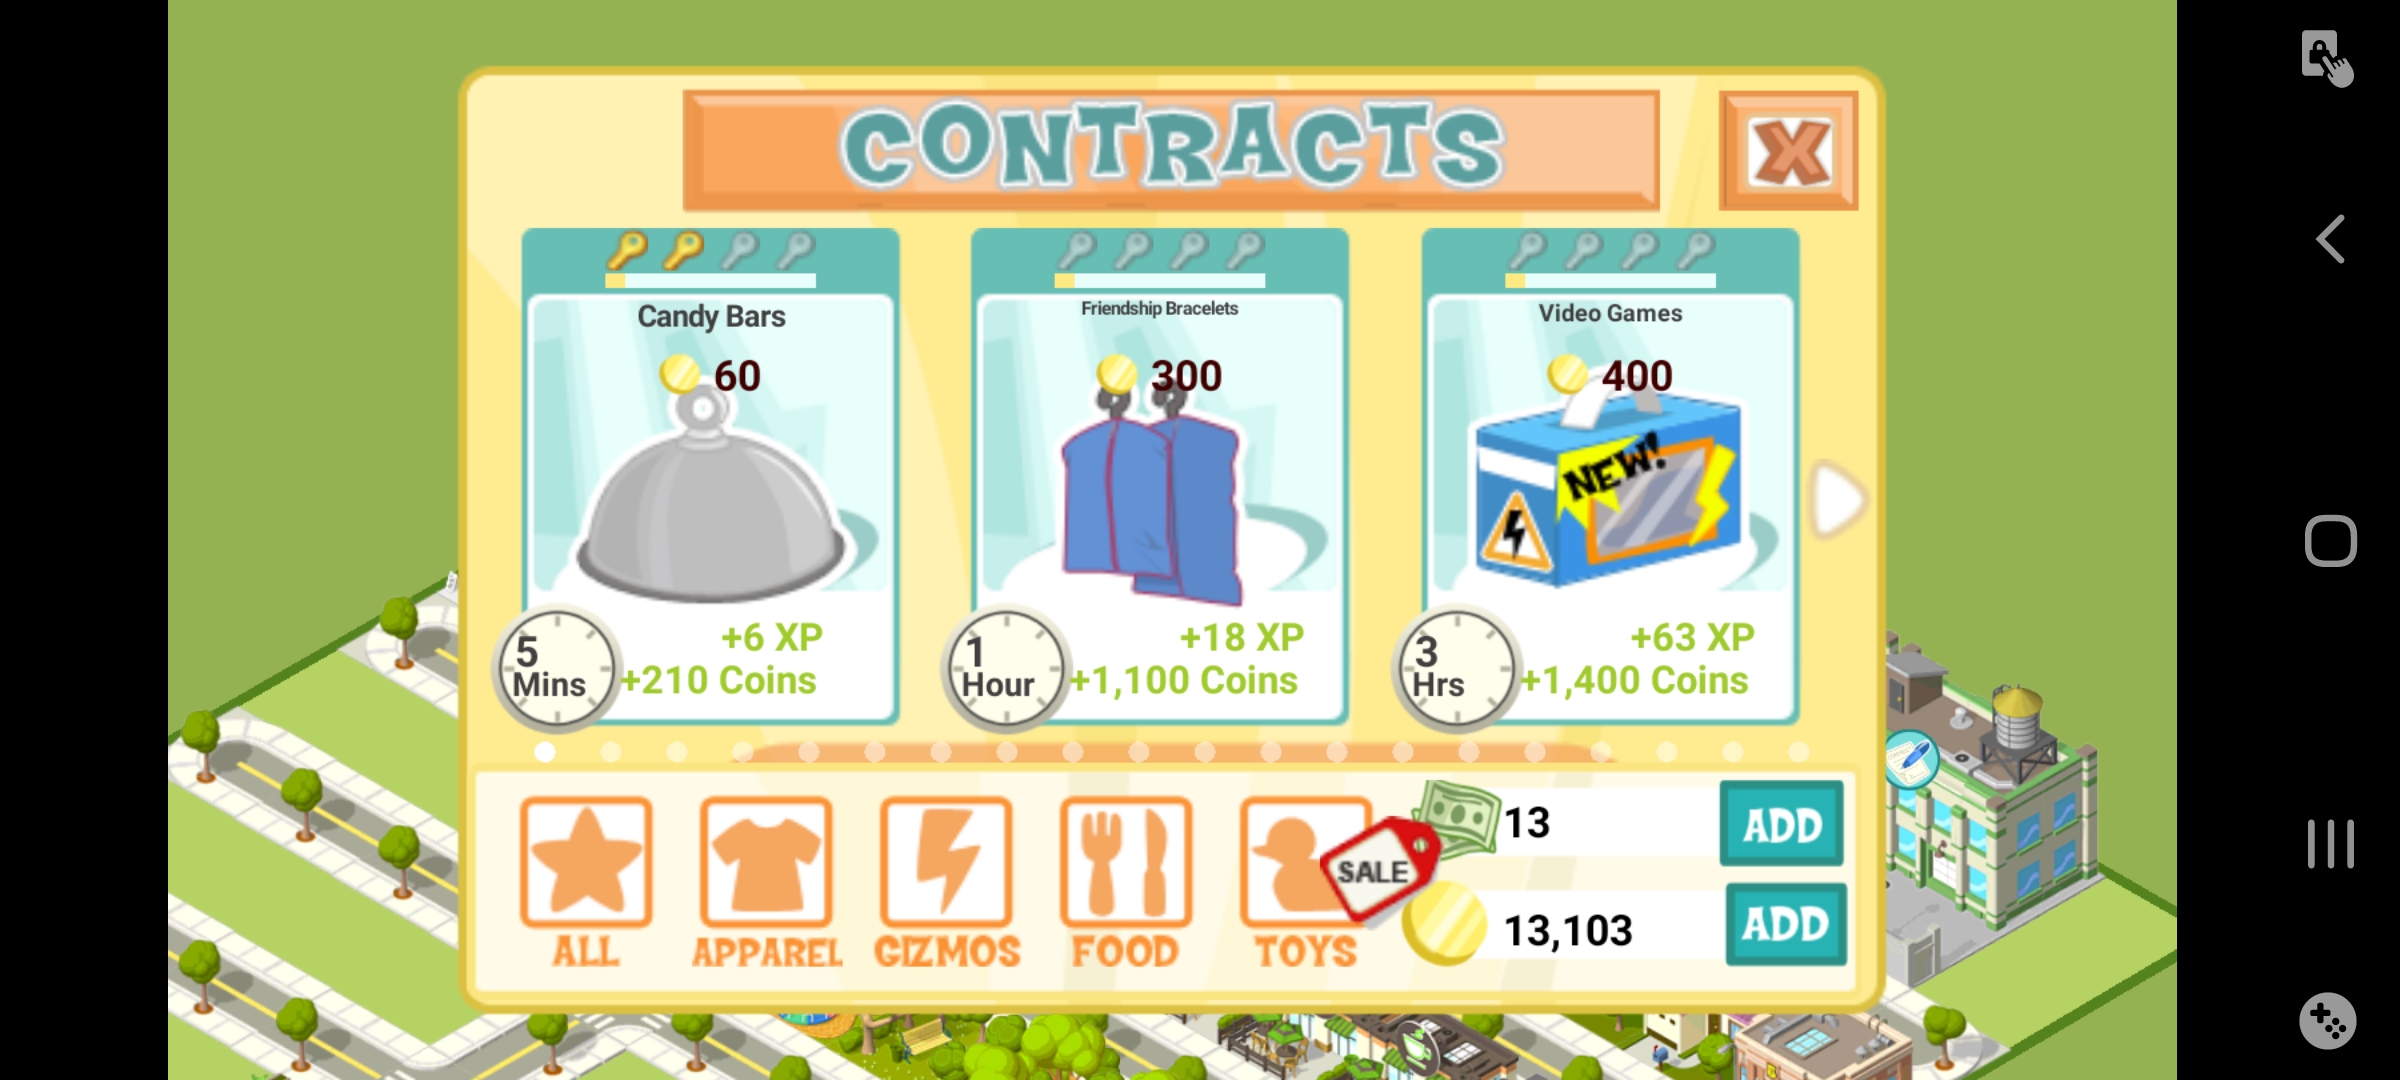 CONTRACTS
X
Candy Bars
60
5
Mins
+6 XP
+210 Coins
Friendship Bracelets
300
1
Hour
+18 XP
+1,100 Coins
Video Games
400
NEW!
3
Hrs
+63 XP
+1,400 Coins
ALL
APPAREL
GIZMOS
FOOD
TOYS
SALE
13
ADD
13,103
ADD